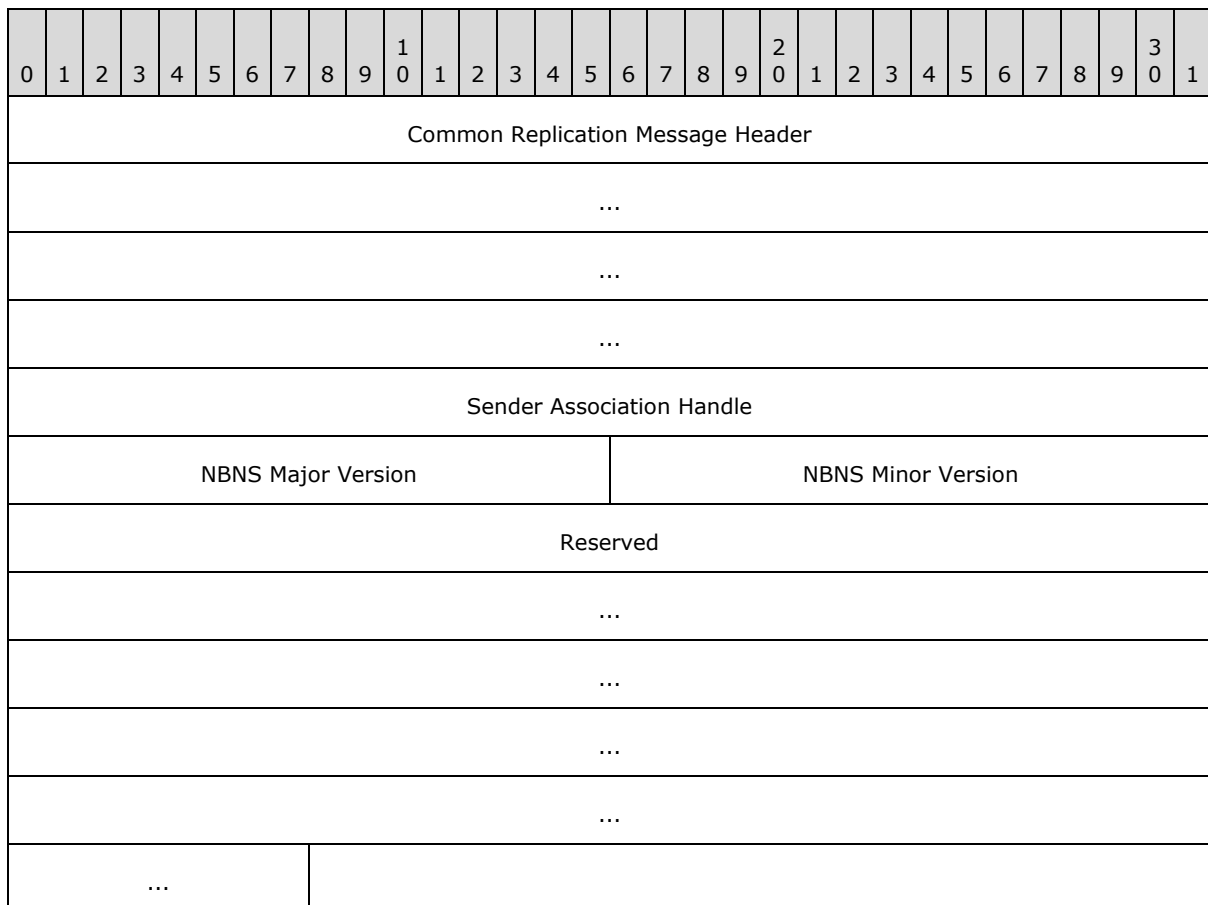 1 2 3
0 1 2 3 4 5 6 7 8 9 0 1 2 3 4 5 6 7 8 9 0 1 2 3 4 5 6 7 8 9 0 1
Common Replication Message Header
...
...
...
Sender Association Handle
NBNS Major Version NBNS Minor Version
Reserved
...
...
...
...
...